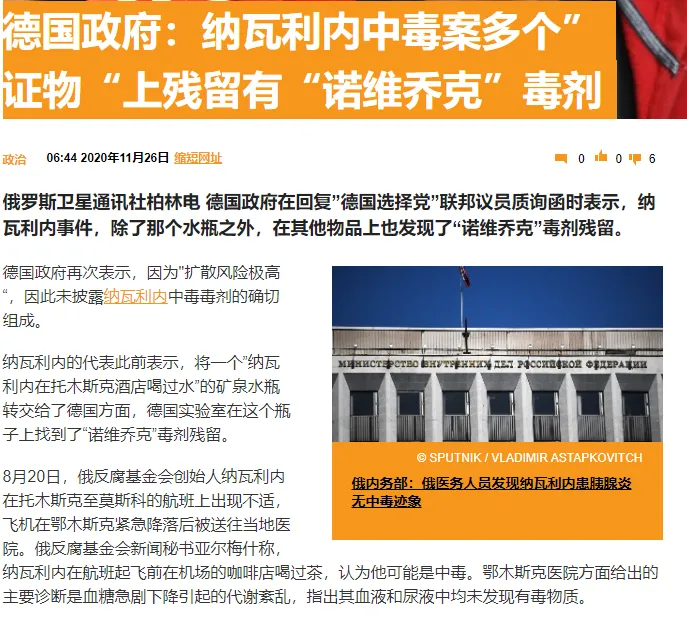 德国政府：纳瓦利内中毒案多个”
证物“上残留有“诺维乔克”毒剂
政治 06:44 2020年11月26日 缩短网址
0 0 6
俄罗斯卫星通讯社柏林电 德国政府在回复”德国选择党”联邦议员质询函时表示，纳
瓦利内事件，除了那个水瓶之外，在其他物品上也发现了“诺维乔克”毒剂残留。
德国政府再次表示，因为”扩散风险极高
“，因此未披露纳瓦利内中毒毒剂的确切
组成。
纳瓦利内的代表此前表示，将一个”纳瓦
利内在托木斯克酒店喝过水”的矿泉水瓶
转交给了德国方面，德国实验室在这个瓶
子上找到了“诺维乔克”毒剂残留。
8月20日，俄反腐基金会创始人纳瓦利内
在托木斯克至莫斯科的航班上出现不适，
飞机在鄂木斯克紧急降落后被送往当地医
院。俄反腐基金会新闻秘书亚尔梅什称，
纳瓦利内在航班起飞前在机场的咖啡店喝过茶，认为他可能是中毒。鄂木斯克医院方面给出的
主要诊断是血糖急剧下降引起的代谢紊乱，指出其血液和尿液中均未发现有毒物质。
МИНИСТЕРСТВО ВНУТРЕННИХ ДЕЛ РОССИЙСКОЙ ФЕДЕРАЦИИ
© SPUTNIK / VLADIMIR ASTAPKOVITCH
俄内务部：俄医务人员发现纳瓦利内患胰腺炎
无中毒迹象